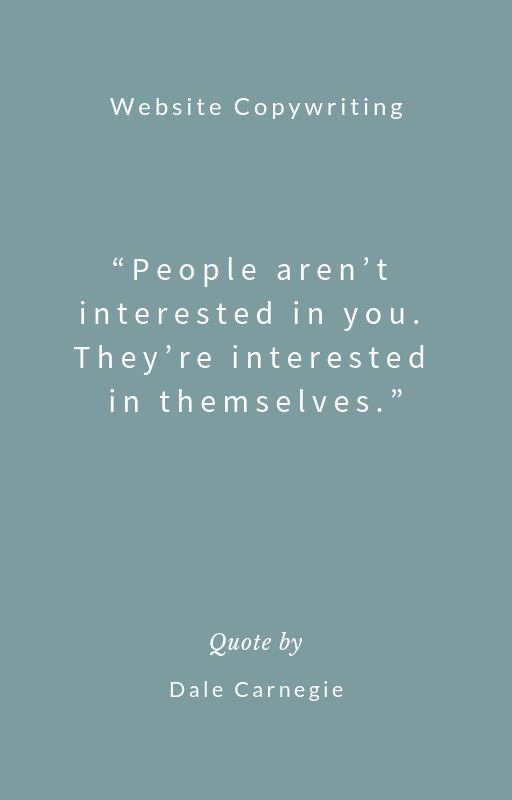 Website Copywriting
“People aren’t
interested in you.
They’re interested
in themselves.”
Quote by
Dale Carnegie